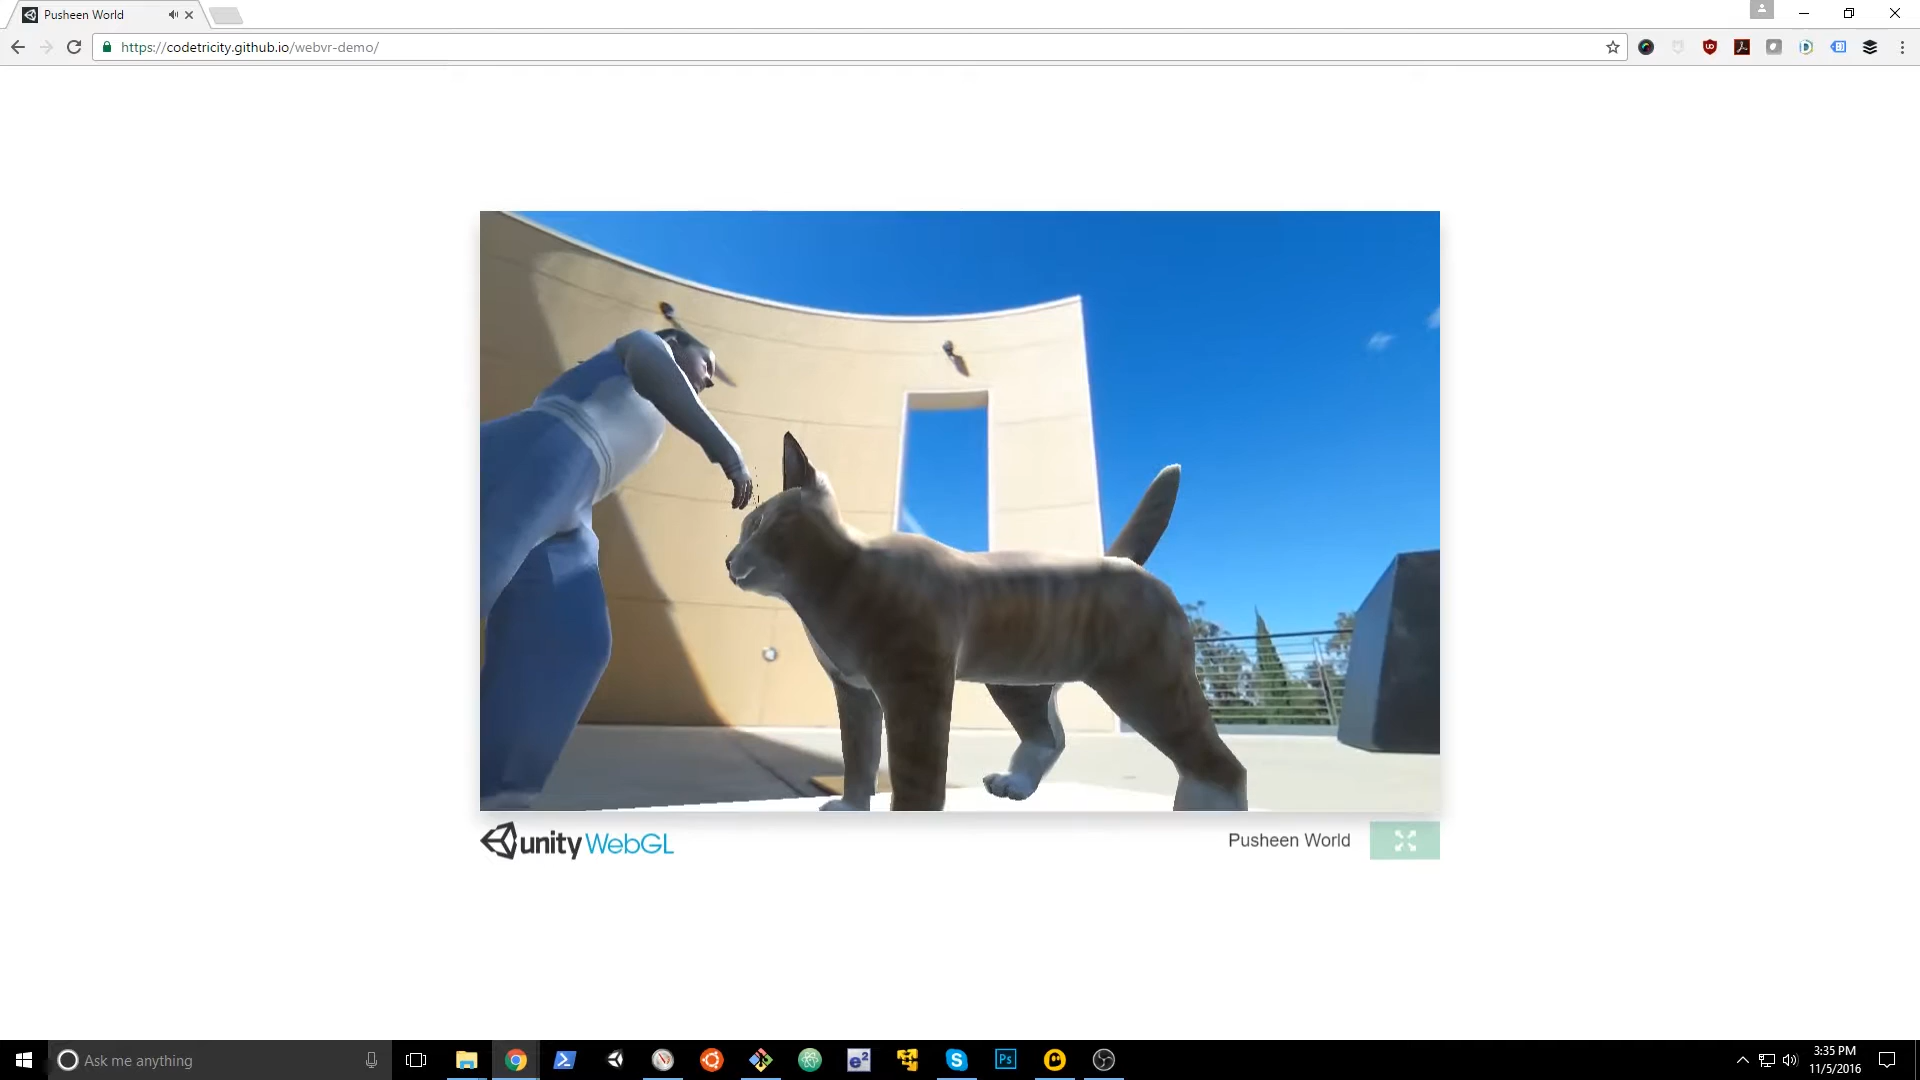 Pusheen World
https://codetricity.github.io/webvr-demo/
unity WebGL
Pusheen World
Ask me anything
Ps
3:35 PM
11/5/2016